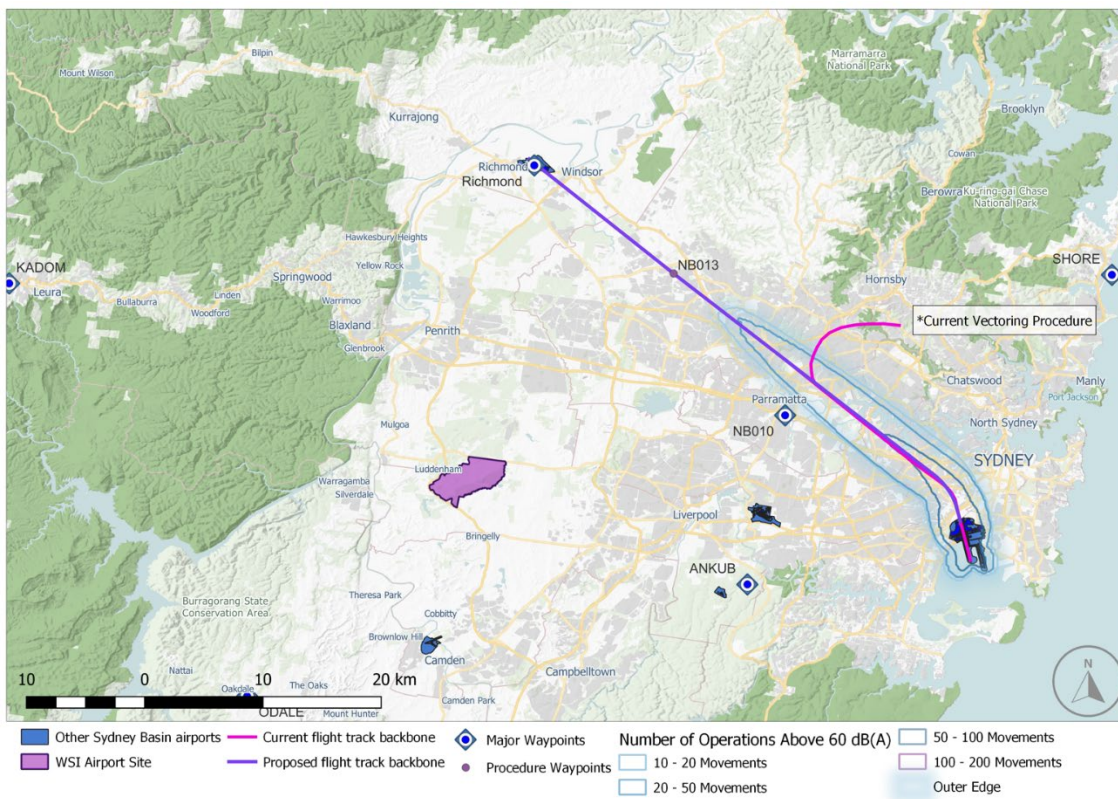 Marramarra
National Park
Bilpin
Mount Wilson
Brooklyn
Kurrajong
Cowan
Richmond
Windsor
Richmond
Berowra
Ku-ring-gai Chase
National Park
Hawkesbury Heights
KADOM
Yellow Rock
NB013
SHORE
Springwood
Hornsby
Leura
Linden
Bullaburra
Warrimoo
Woodford
*Current Vectoring Procedure
Blaxland
Penrith
Glenbrook
Chatswood
Manly
Parramatta
Port Jackson
Mulgoa
NB010
North Sydney
SYDNEY
Luddenham
Warragamba
Silverdale
Liverpool
Bringelly
ANKUB
Theresa Park
Burragorang State
Conservation Area
Cobbitty
Brownlow Hill
Camden
Nattai
Campbelltown
10 0 10 20 km
Oakdale
The Oaks
Camden Park
ODALE
Mount Hunter
N
Other Sydney Basin airports
Current flight track backbone
Major Waypoints
Number of Operations Above 60 dB(A)
50 - 100 Movements
WSI Airport Site
Proposed flight track backbone
Procedure Waypoints
10 - 20 Movements
100 - 200 Movements
20 - 50 Movements
Outer Edge